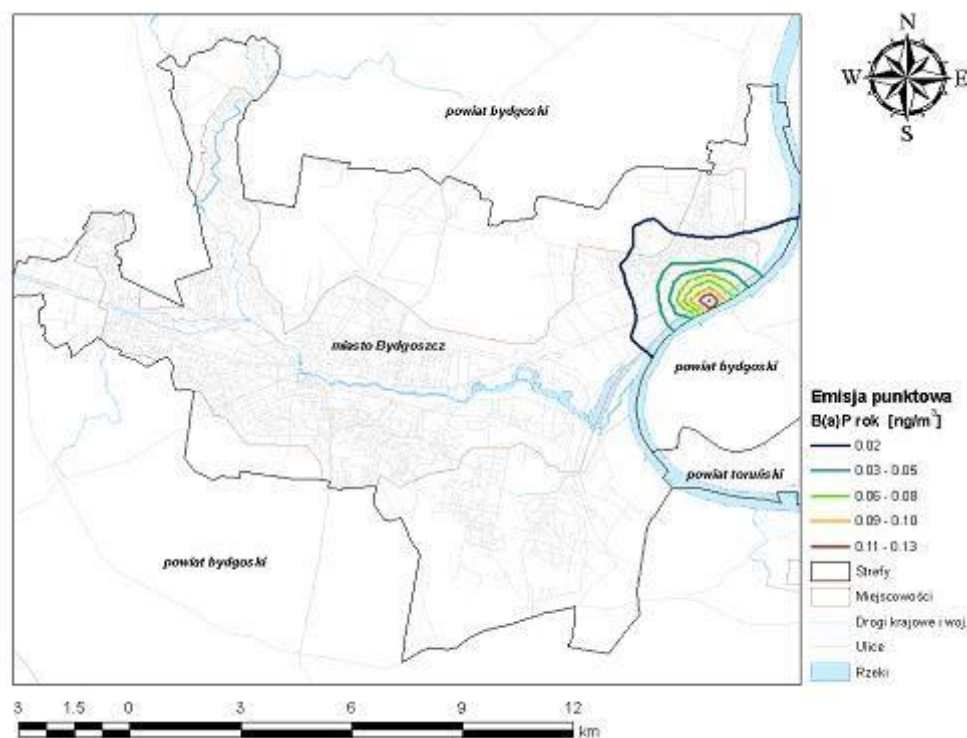 N
W E
S
powiat bydgoski
miasto Bydgoszcz
powiat bydgoski
powiat toruński
powiat bydgoski
Emisja punktowa
B(a)P rok [ng/m³]
0.02
0.03 - 0.05
0.06 - 0.08
0.09 - 0.10
0.11 - 0.13
Strefy
Miejscowości
Drogi krajowe i woj.
Ulice
Rzeki
3 1.5 0 3 6 9 12
km